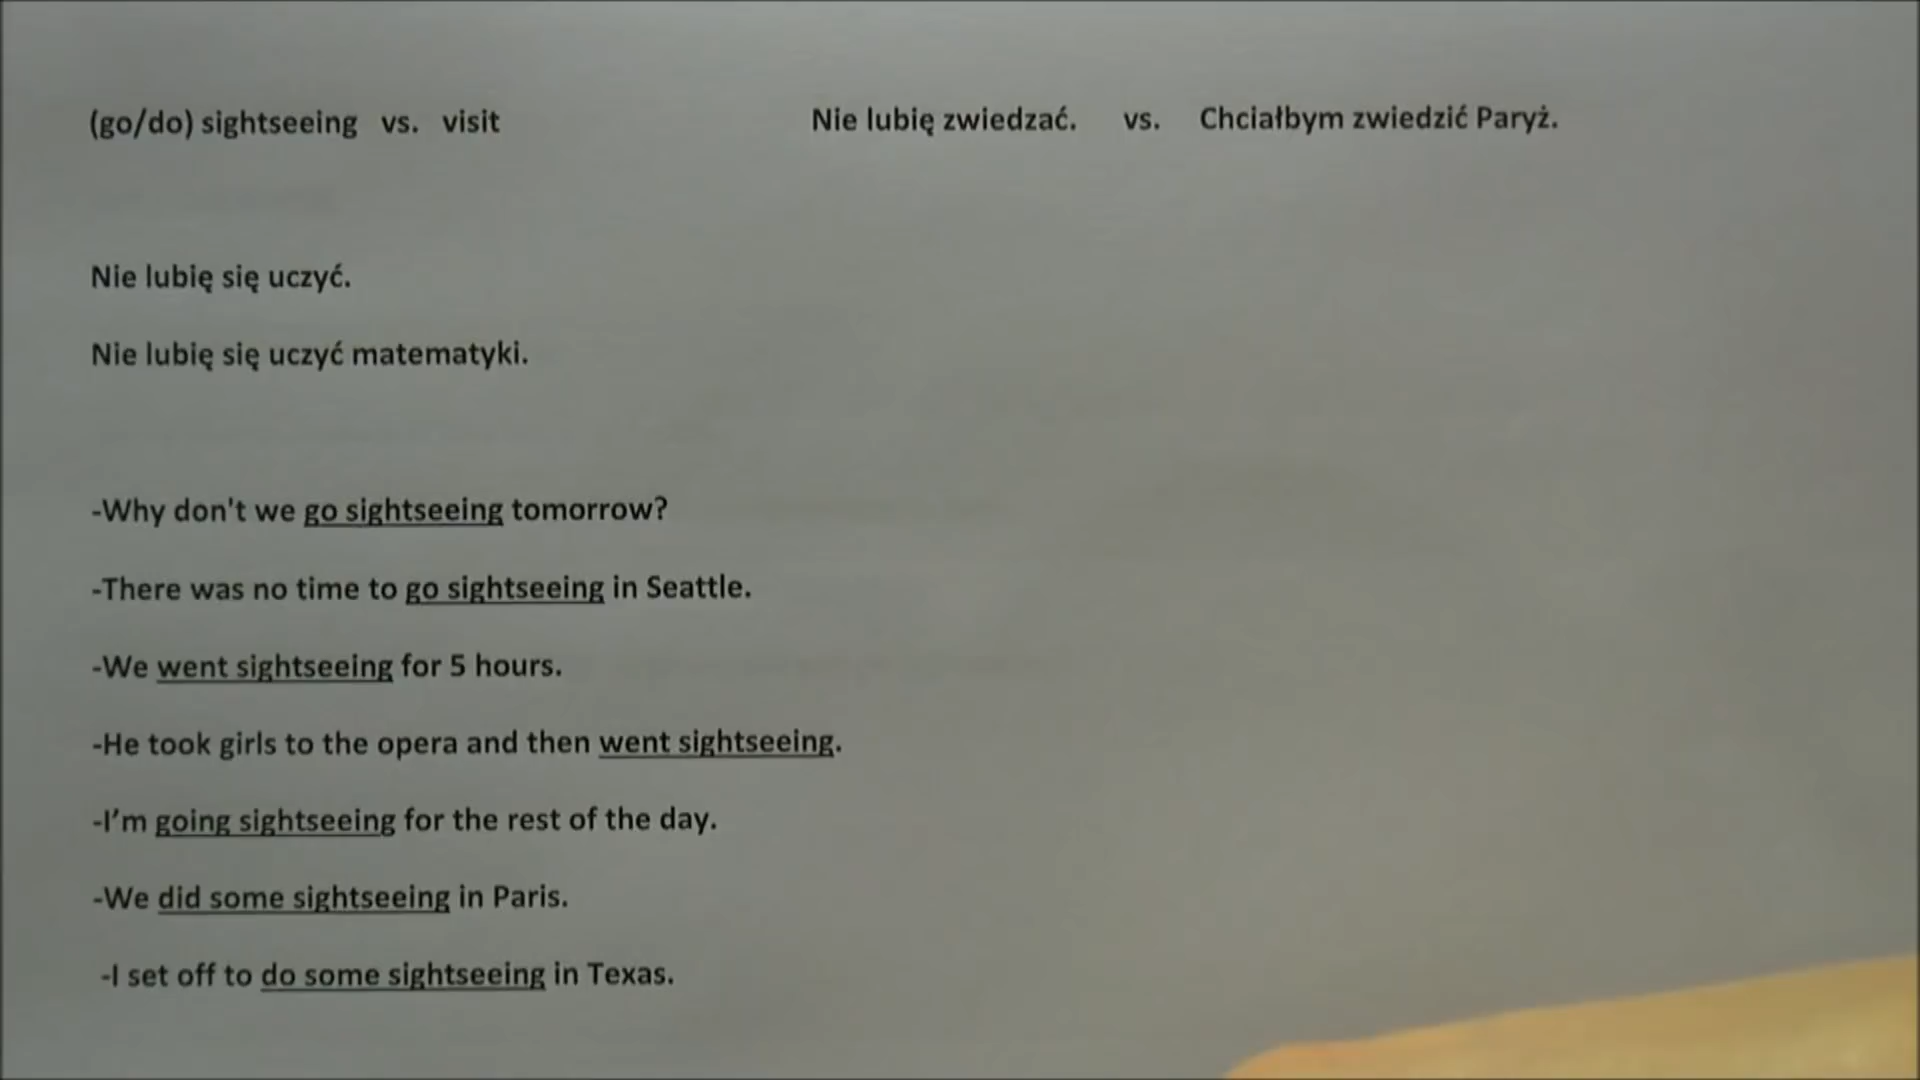 (go/do) sightseeing vs. visit Nie lubię zwiedzać. vs. Chciałbym zwiedzić Paryż.
Nie lubię się uczyć.
Nie lubię się uczyć matematyki.
-Why don't we go sightseeing tomorrow?
-There was no time to go sightseeing in Seattle.
-We went sightseeing for 5 hours.
-He took girls to the opera and then went sightseeing.
-I’m going sightseeing for the rest of the day.
-We did some sightseeing in Paris.
-I set off to do some sightseeing in Texas.